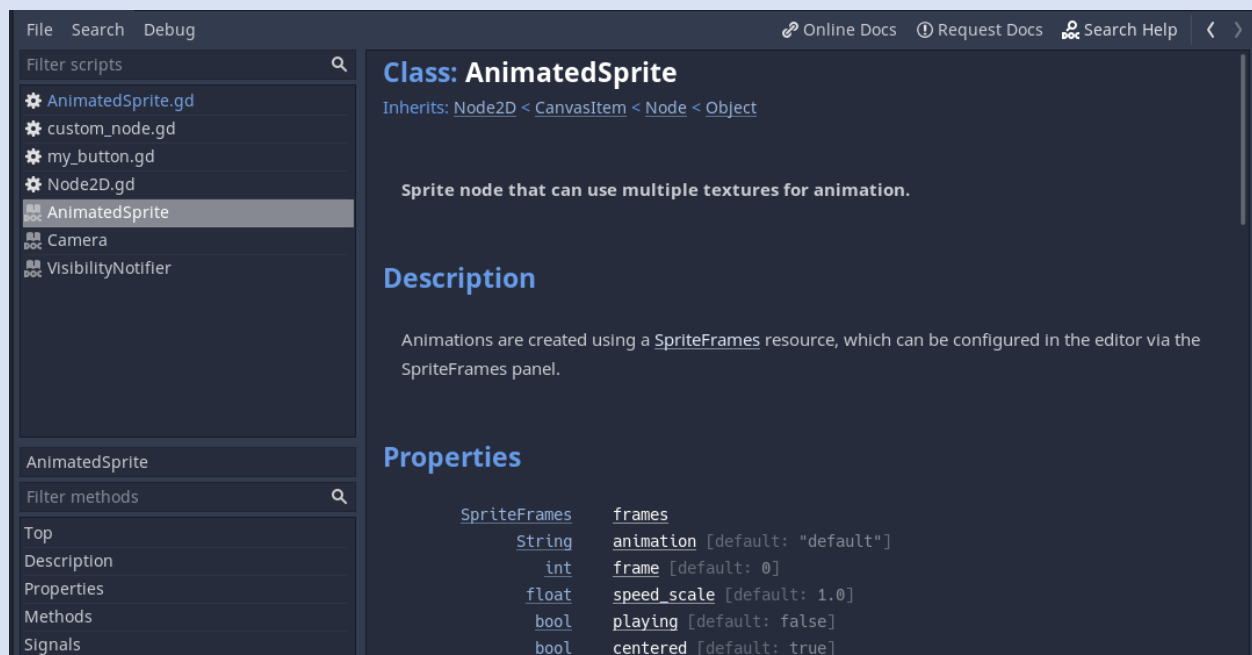 File Search Debug Online Docs Request Docs Search Help
Filter scripts
AnimatedSprite.gd
custom_node.gd
my_button.gd
Node2D.gd
DOC AnimatedSprite
DOC Camera
DOC VisibilityNotifier
AnimatedSprite
Filter methods
Top
Description
Properties
Methods
Signals
Class: AnimatedSprite
Inherits: Node2D < CanvasItem < Node < Object
Sprite node that can use multiple textures for animation.
Description
Animations are created using a SpriteFrames resource, which can be configured in the editor via the
SpriteFrames panel.
Properties
SpriteFrames frames
String animation [default: "default"]
int frame [default: 0]
float speed_scale [default: 1.0]
bool playing [default: false]
bool centered [default: true]